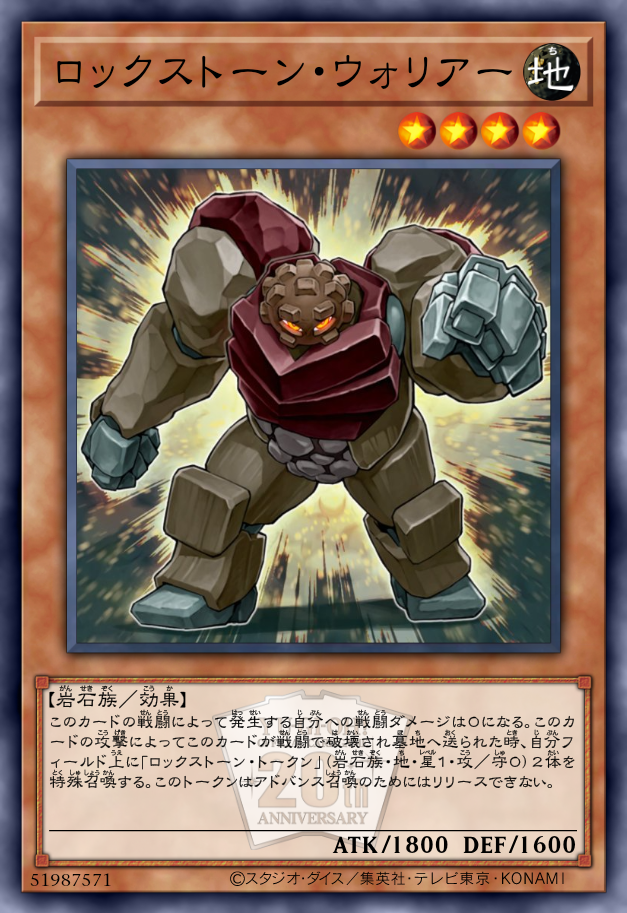 ロックストーン・ウォリアー
地
【岩石族／効果】
このカードの戦闘によって発生する自分への戦闘ダメージは０になる。このカ
ードの攻撃によってこのカードが戦闘で破壊され墓地へ送られた時、自分フ
ィールド上に「ロックストーン・トークン」（岩石族・地・星１・攻／守０）２体を
特殊召喚する。このトークンはアドバンス召喚のためにはリリースできない。
20th
ANNIVERSARY
ATK/1800 DEF/1600
51987571 ©スタジオ・ダイス／集英社・テレビ東京・KONAMI